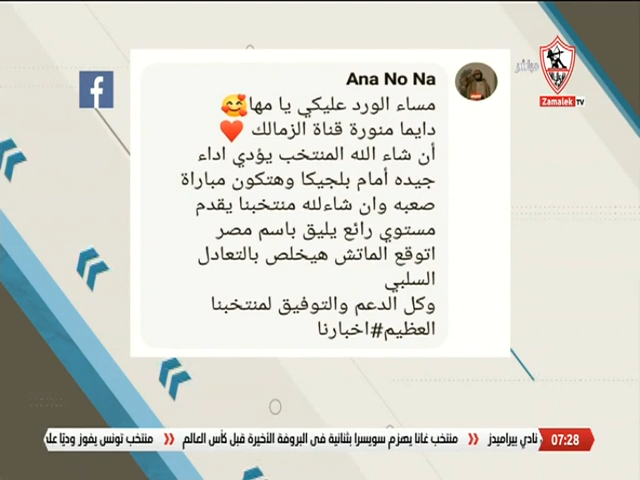 مباشر
Zamalek TV
Ana No Na
مساء الورد عليكي يا مها🥰
دايما منورة قناة الزمالك ❤️
أن شاء الله المنتخب يؤدي اداء
جيده أمام بلجيكا وهتكون مباراة
صعبه وان شاءلله منتخبنا يقدم
مستوي رائع يليق باسم مصر
اتوقع الماتش هيخلص بالتعادل
السلبي
وكل الدعم والتوفيق لمنتخبنا
العظيم#اخبارنا
07:28 نادي بيراميدز » منتخب غانا يهزم سويسرا بثنائية فى البروفة الأخيرة قبل كأس العالم » منتخب تونس يفوز وديًا على